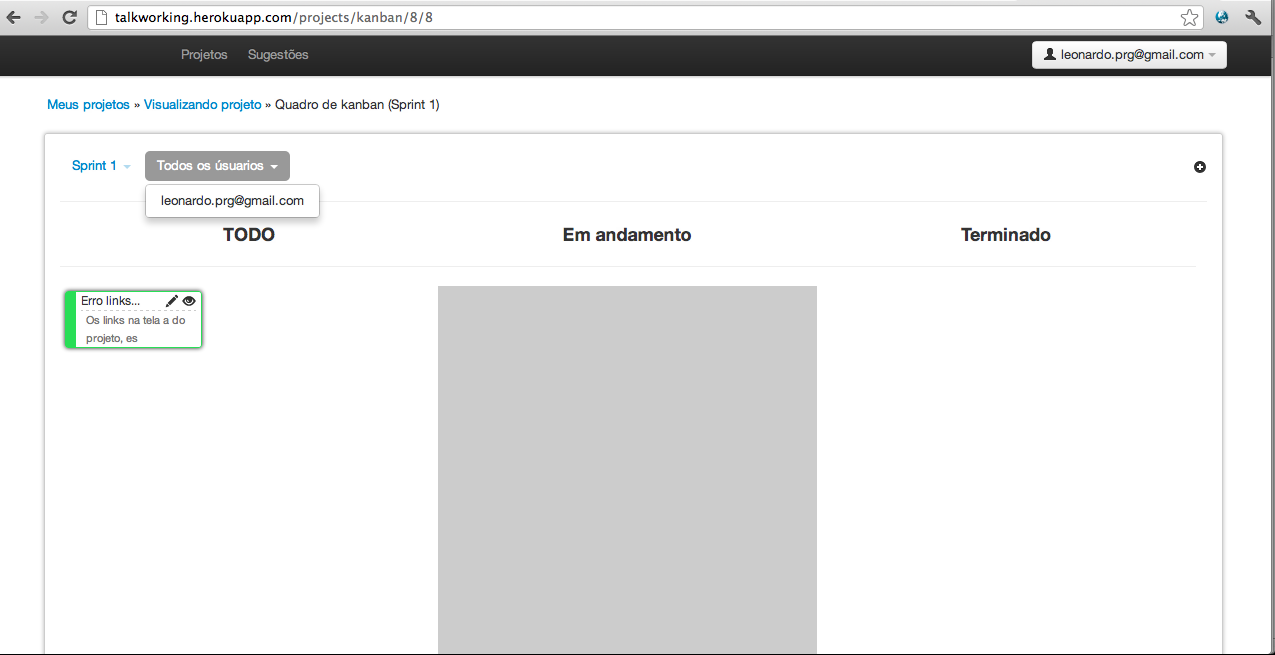 talkworking.herokuapp.com/projects/kanban/8/8
Projetos Sugestões leonardo.prg@gmail.com
Meus projetos » Visualizando projeto » Quadro de kanban (Sprint 1)
Sprint 1 Todos os úsuarios
leonardo.prg@gmail.com
TODO Em andamento Terminado
Erro links...
Os links na tela a do
projeto, es